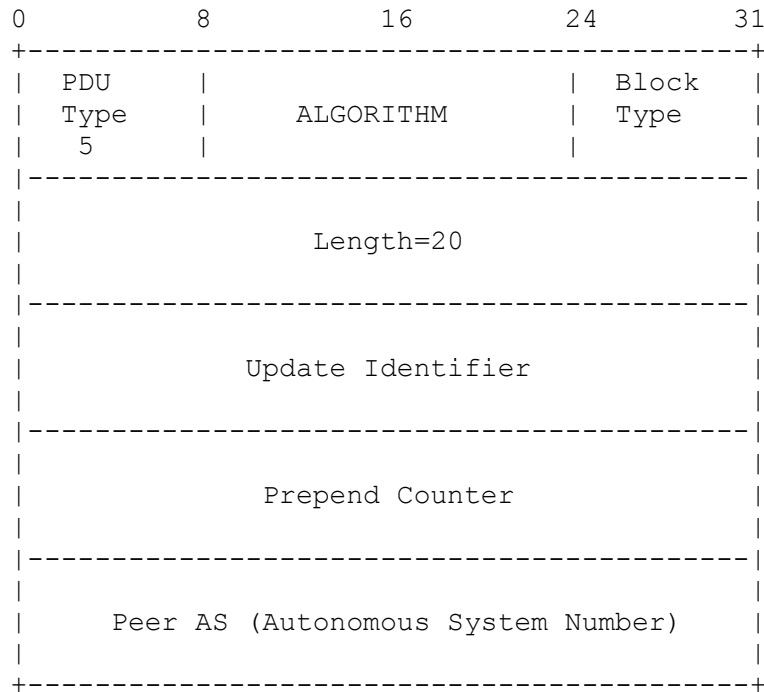 0 8 16 24 31
PDU Block
Type ALGORITHM Type
5
Length=20
Update Identifier
Prepend Counter
Peer AS (Autonomous System Number)